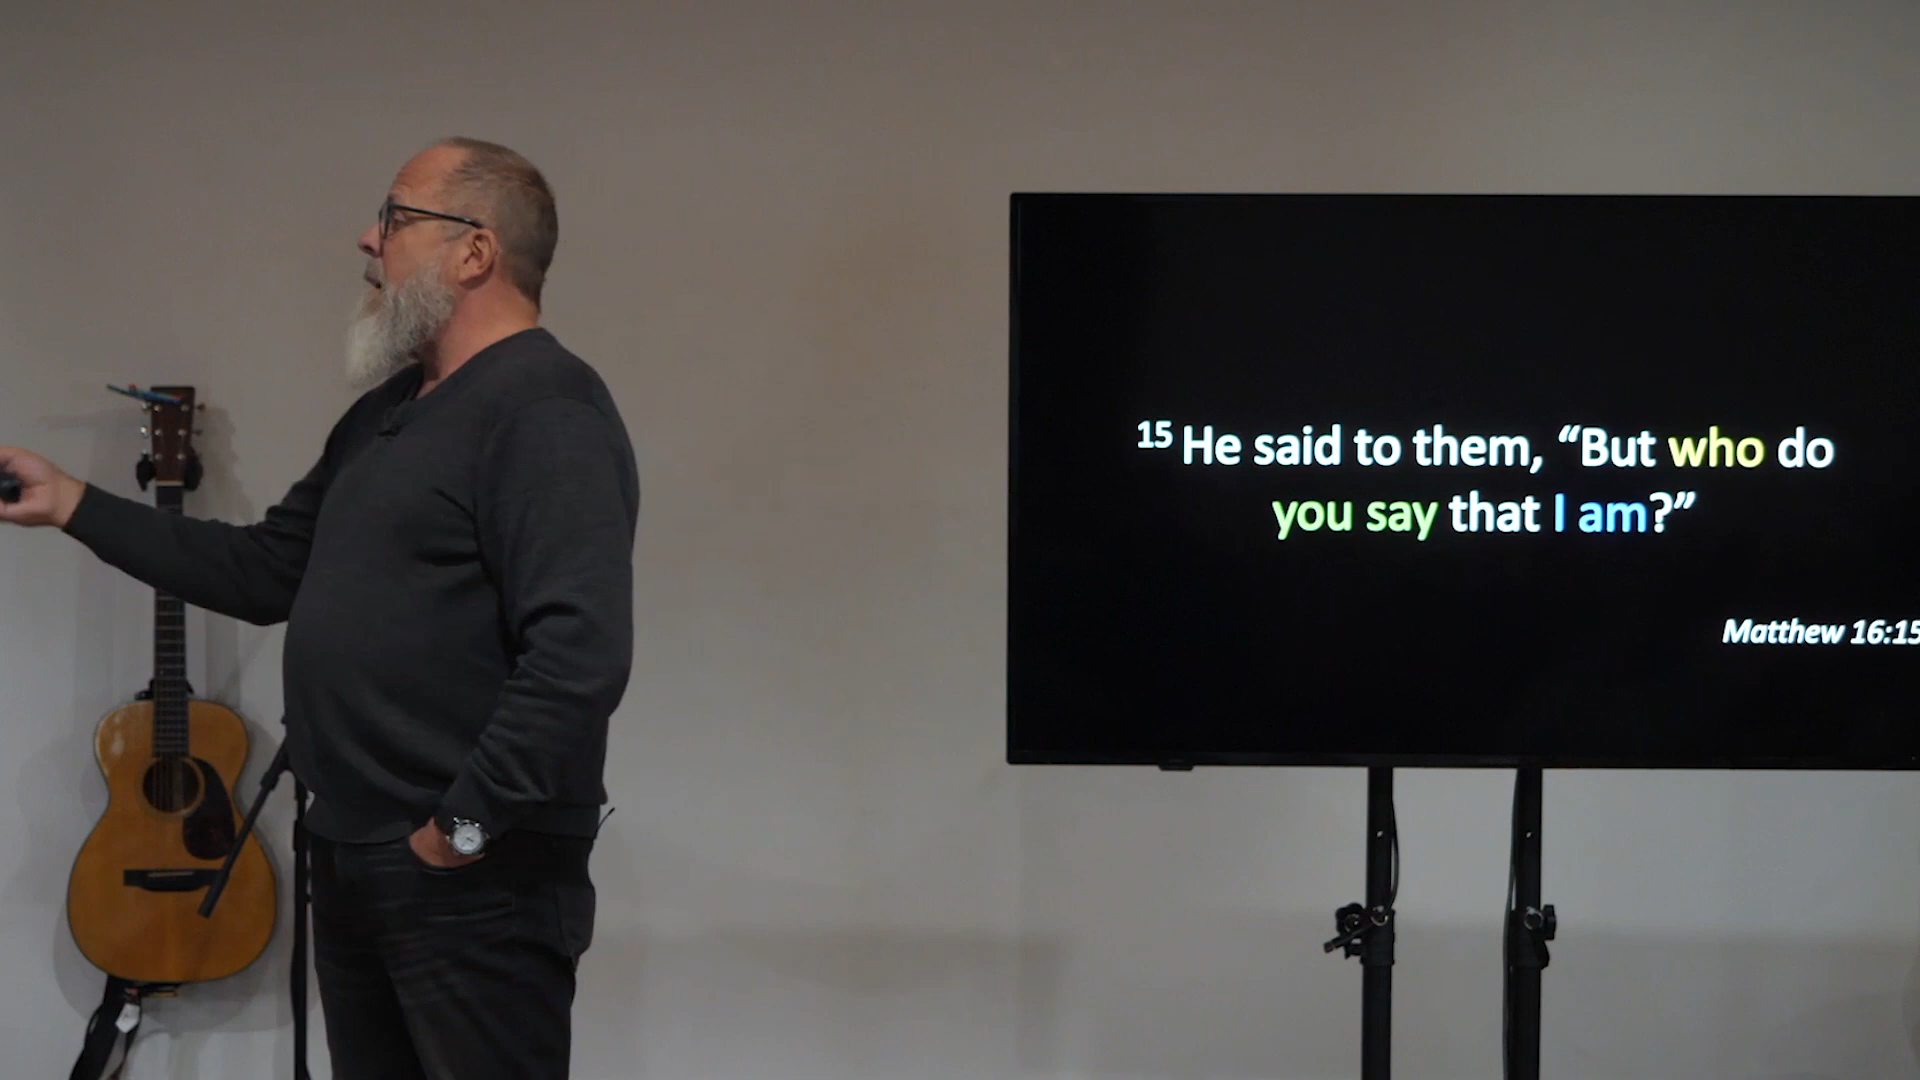 15 He said to them, “But who do
you say that I am?”
Matthew 16:15